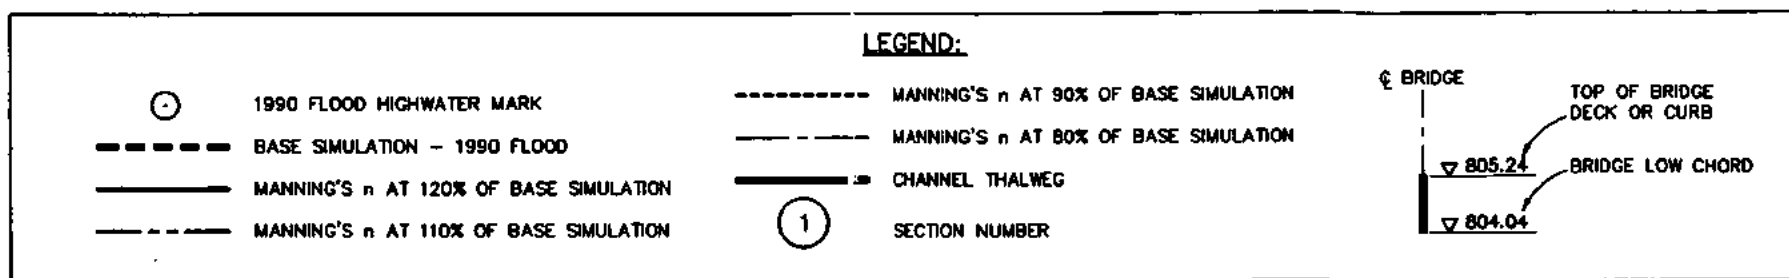 LEGEND:
1990 FLOOD HIGHWATER MARK
BASE SIMULATION - 1990 FLOOD
MANNING'S n AT 120% OF BASE SIMULATION
MANNING'S n AT 110% OF BASE SIMULATION
MANNING'S n AT 90% OF BASE SIMULATION
MANNING'S n AT 80% OF BASE SIMULATION
CHANNEL THALWEG
1
SECTION NUMBER
℄ BRIDGE
TOP OF BRIDGE
DECK OR CURB
805.24
BRIDGE LOW CHORD
804.04